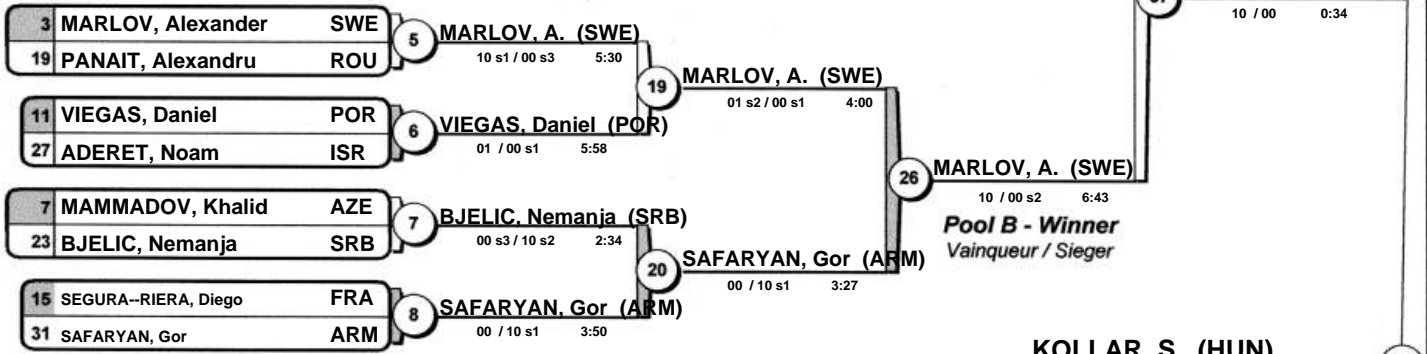 10 / 00 0:34
3 MARLOV, Alexander SWE
19 PANAIT, Alexandru ROU
5
MARLOV, A. (SWE)
10 s1 / 00 s3 5:30
11 VIEGAS, Daniel POR
27 ADERET, Noam ISR
6
VIEGAS, Daniel (POR)
01 / 00 s1 5:58
19
MARLOV, A. (SWE)
01 s2 / 00 s1 4:00
7 MAMMADOV, Khalid AZE
23 BJELIC, Nemanja SRB
7
BJELIC, Nemanja (SRB)
00 s3 / 10 s2 2:34
15 SEGURA--RIERA, Diego FRA
31 SAFARYAN, Gor ARM
8
SAFARYAN, Gor (ARM)
00 / 10 s1 3:50
20
SAFARYAN, Gor (ARM)
00 / 10 s1 3:27
26
MARLOV, A. (SWE)
10 / 00 s2 6:43
Pool B - Winner
Vainqueur / Sieger
KOLLAR, S. (HUN)